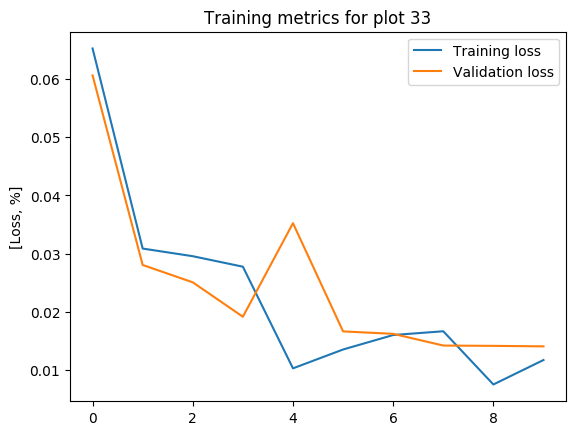 Training metrics for plot 33
Training loss
Validation loss
[Loss, %]
0.06
0.05
0.04
0.03
0.02
0.01
0 2 4 6 8